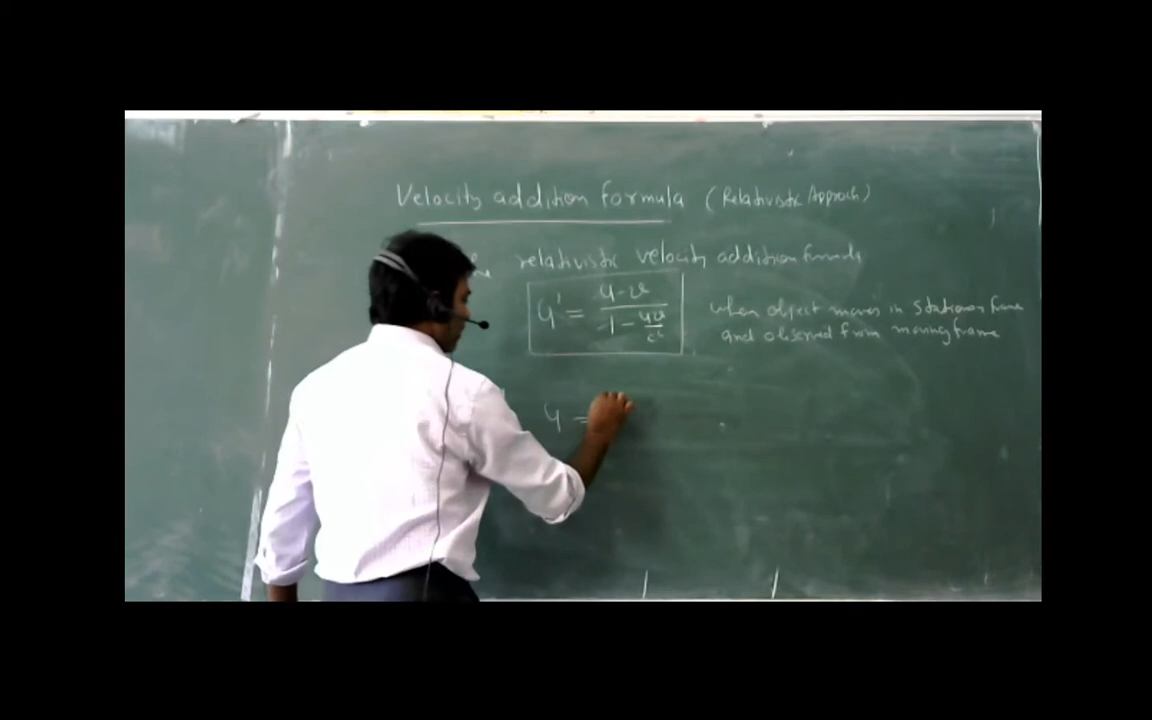 Velocity addition formula (Relativistic Approach)
relativistic velocity addition formula
u' = u-v / 1 - uv/c²
when object moves in stationary frame
and observed from moving frame
u =